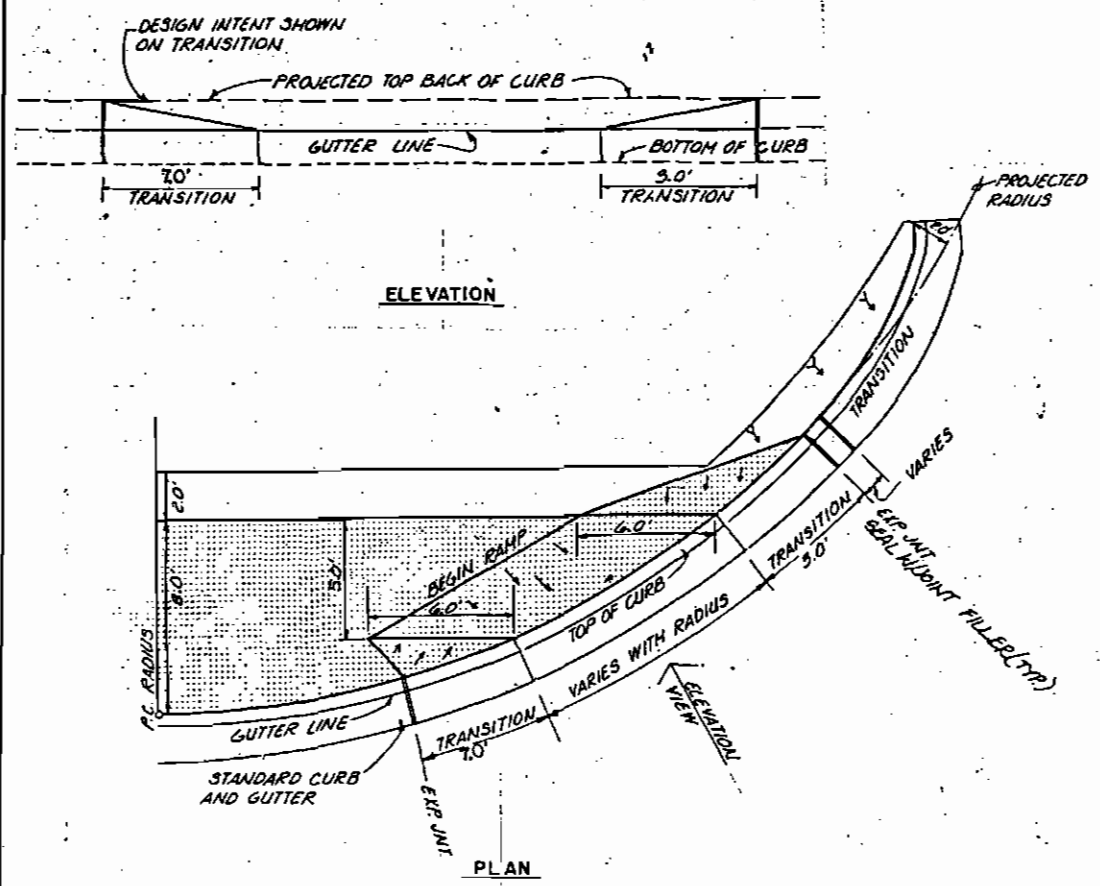 DESIGN INTENT SHOWN
ON TRANSITION
PROJECTED TOP BACK OF CURB
GUTTER LINE
BOTTOM OF CURB
7.0'
TRANSITION
3.0'
TRANSITION
ELEVATION
PROJECTED
RADIUS
2.0'
TRANSITION
VARIES
EXP. JNT
SEAL W/JOINT FILLER (TYP.)
TRANSITION
3.0'
2.0'
8.0'
5.0'
BEGIN RAMP
6.0'
6.0'
TOP OF CURB
VARIES WITH RADIUS
ELEVATION
VIEW
P.C. RADIUS
GUTTER LINE
TRANSITION
7.0'
STANDARD CURB
AND GUTTER
EXP. JNT.
PLAN